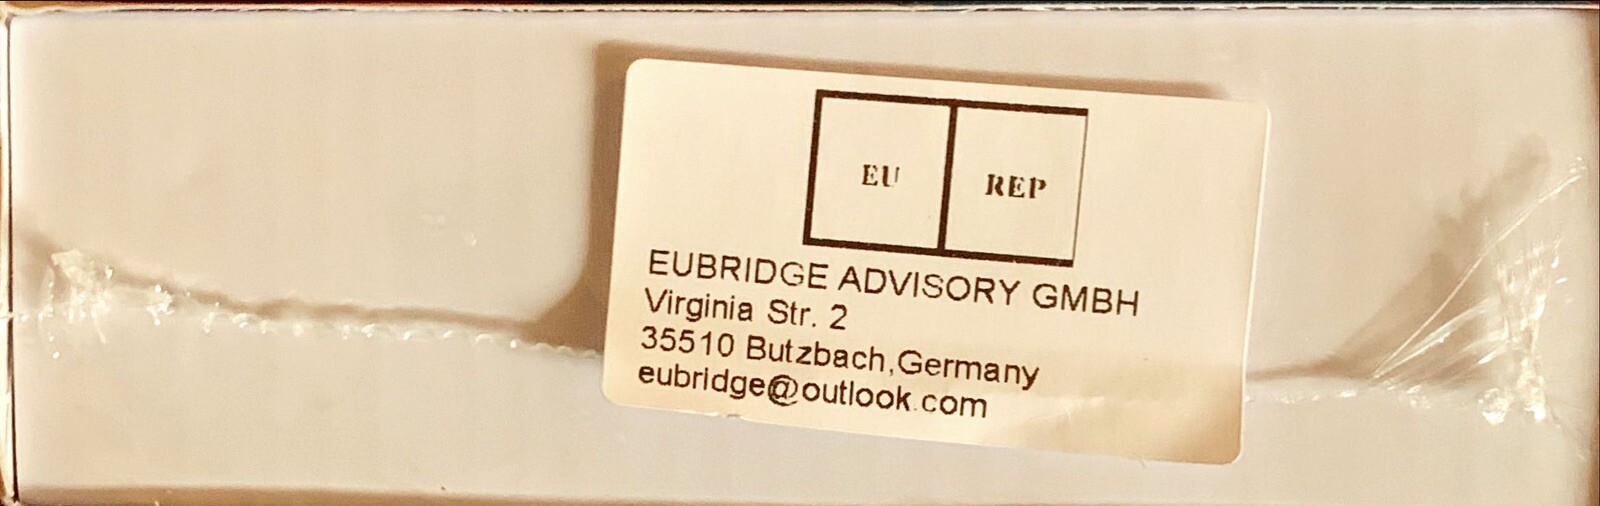 EU REP
EUBRIDGE ADVISORY GMBH
Virginia Str. 2
35510 Butzbach,Germany
eubridge@outlook.com